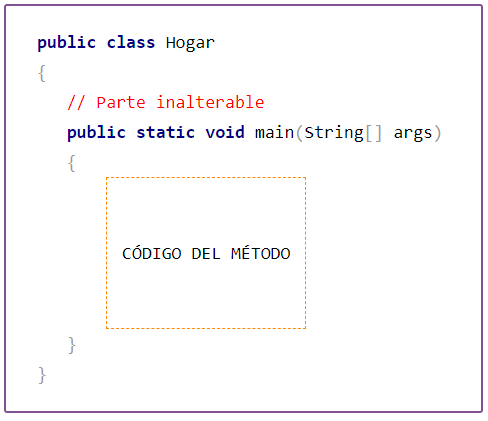 public class Hogar
{
// Parte inalterable
public static void main(String[] args)
{
CÓDIGO DEL MÉTODO
}
}